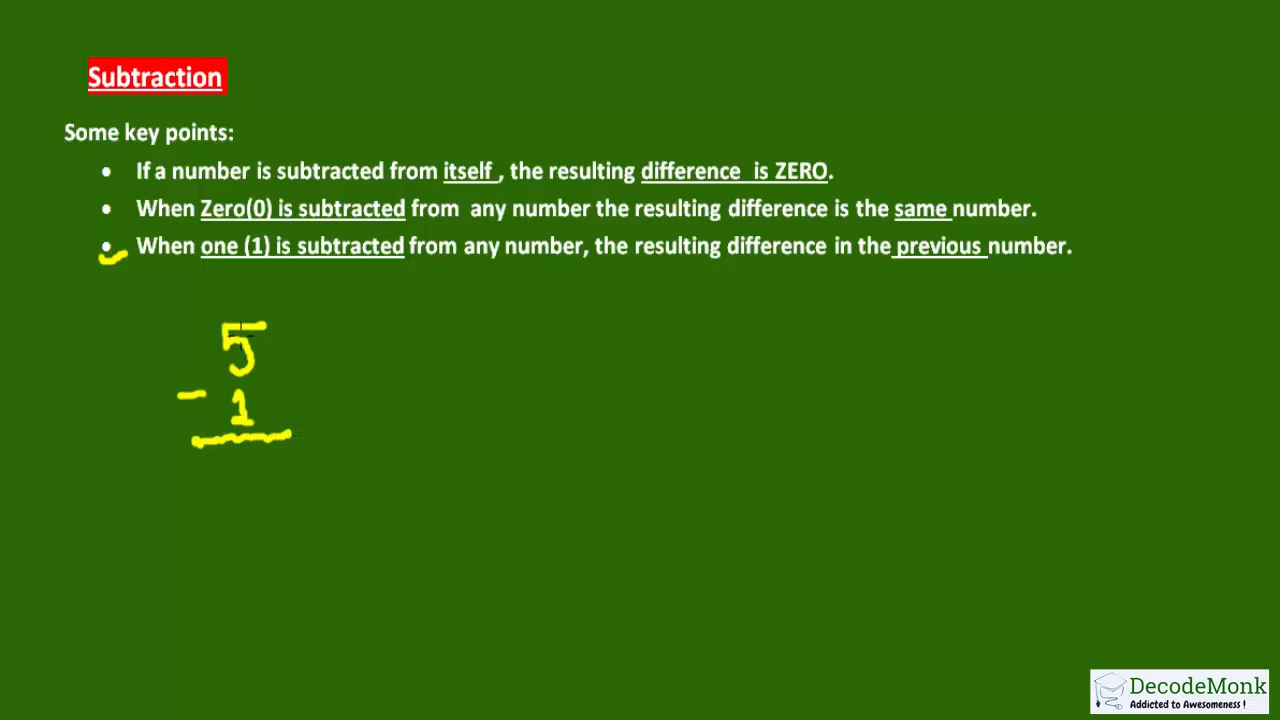 Subtraction
Some key points:
• If a number is subtracted from itself , the resulting difference is ZERO.
• When Zero(0) is subtracted from any number the resulting difference is the same number.
• When one (1) is subtracted from any number, the resulting difference in the previous number.
5
- 1
DecodeMonk
Addicted to Awesomeness !